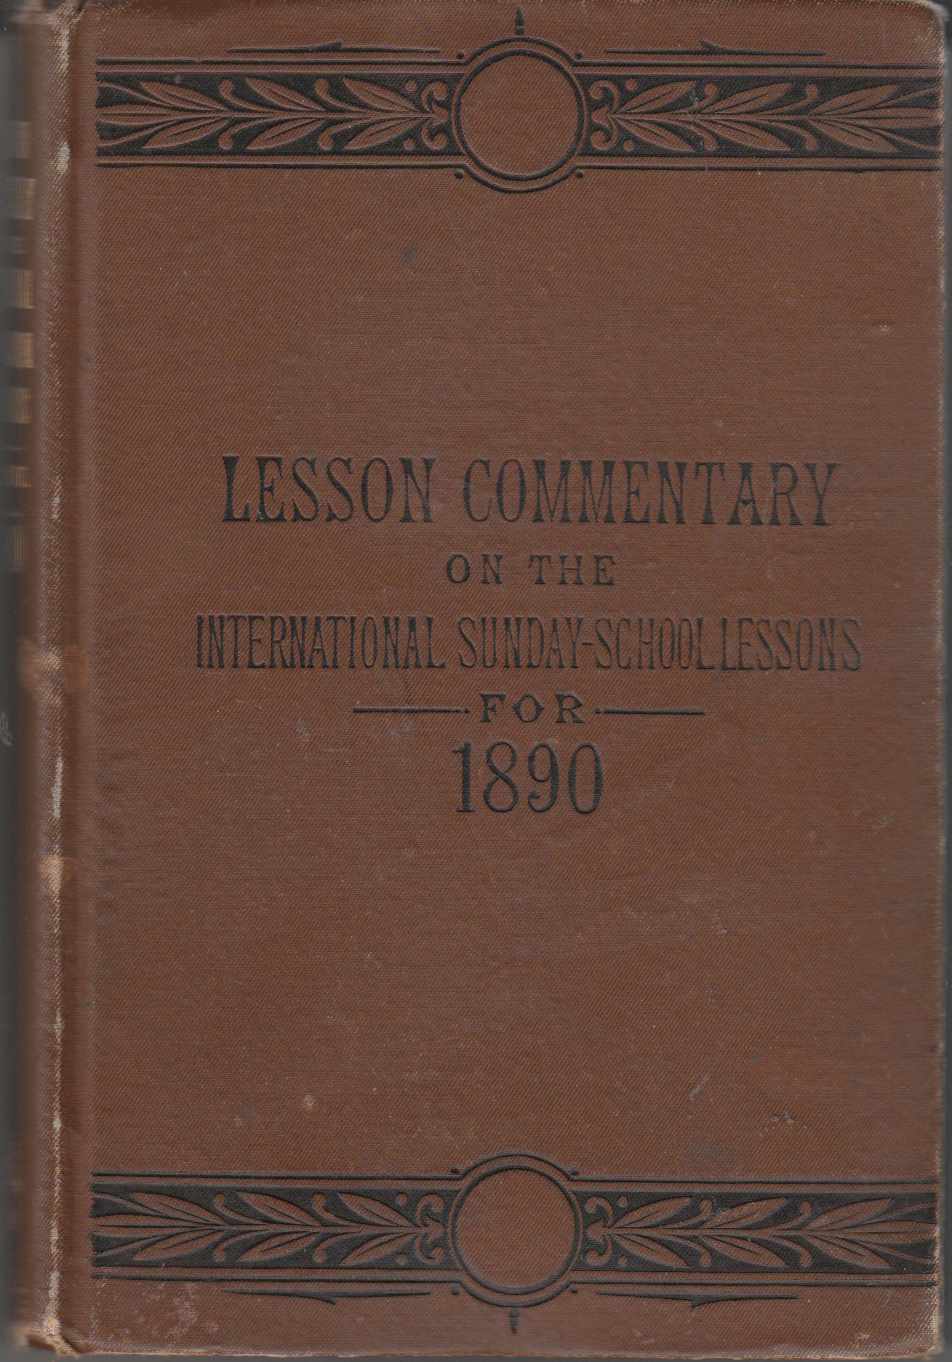 LESSON COMMENTARY
ON THE
INTERNATIONAL SUNDAY-SCHOOL LESSONS
FOR
1890